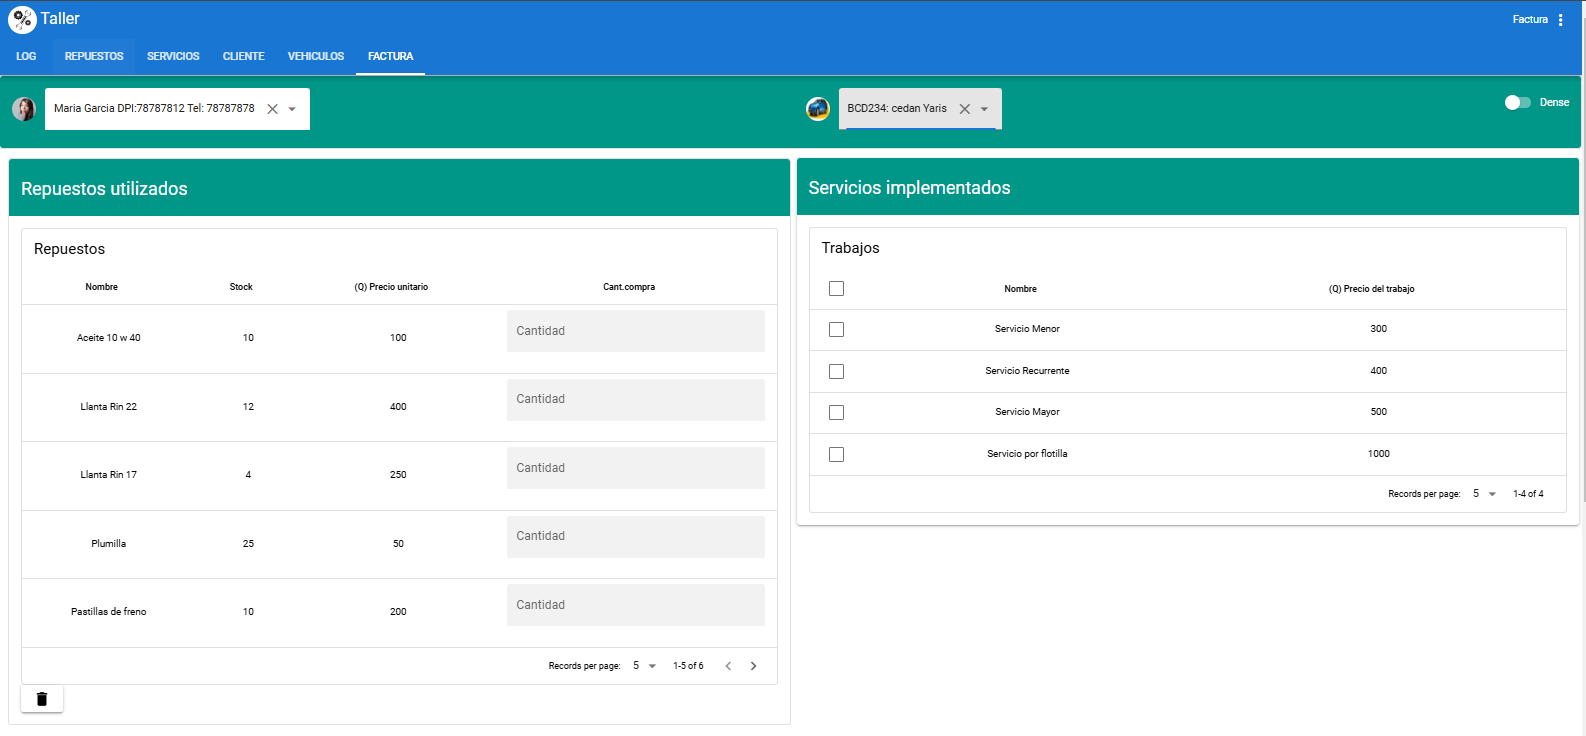 Taller
Factura
LOG REPUESTOS SERVICIOS CLIENTE VEHICULOS FACTURA
Maria Garcia DPI:78787812 Tel: 78787878
BCD234: cedan Yaris
Dense
Repuestos utilizados
Repuestos
Nombre Stock (Q) Precio unitario Cant.compra
Aceite 10 w 40 10 100 Cantidad
Llanta Rin 22 12 400 Cantidad
Llanta Rin 17 4 250 Cantidad
Plumilla 25 50 Cantidad
Pastillas de freno 10 200 Cantidad
Records per page: 5 1-5 of 6
Servicios implementados
Trabajos
Nombre (Q) Precio del trabajo
Servicio Menor 300
Servicio Recurrente 400
Servicio Mayor 500
Servicio por flotilla 1000
Records per page: 5 1-4 of 4